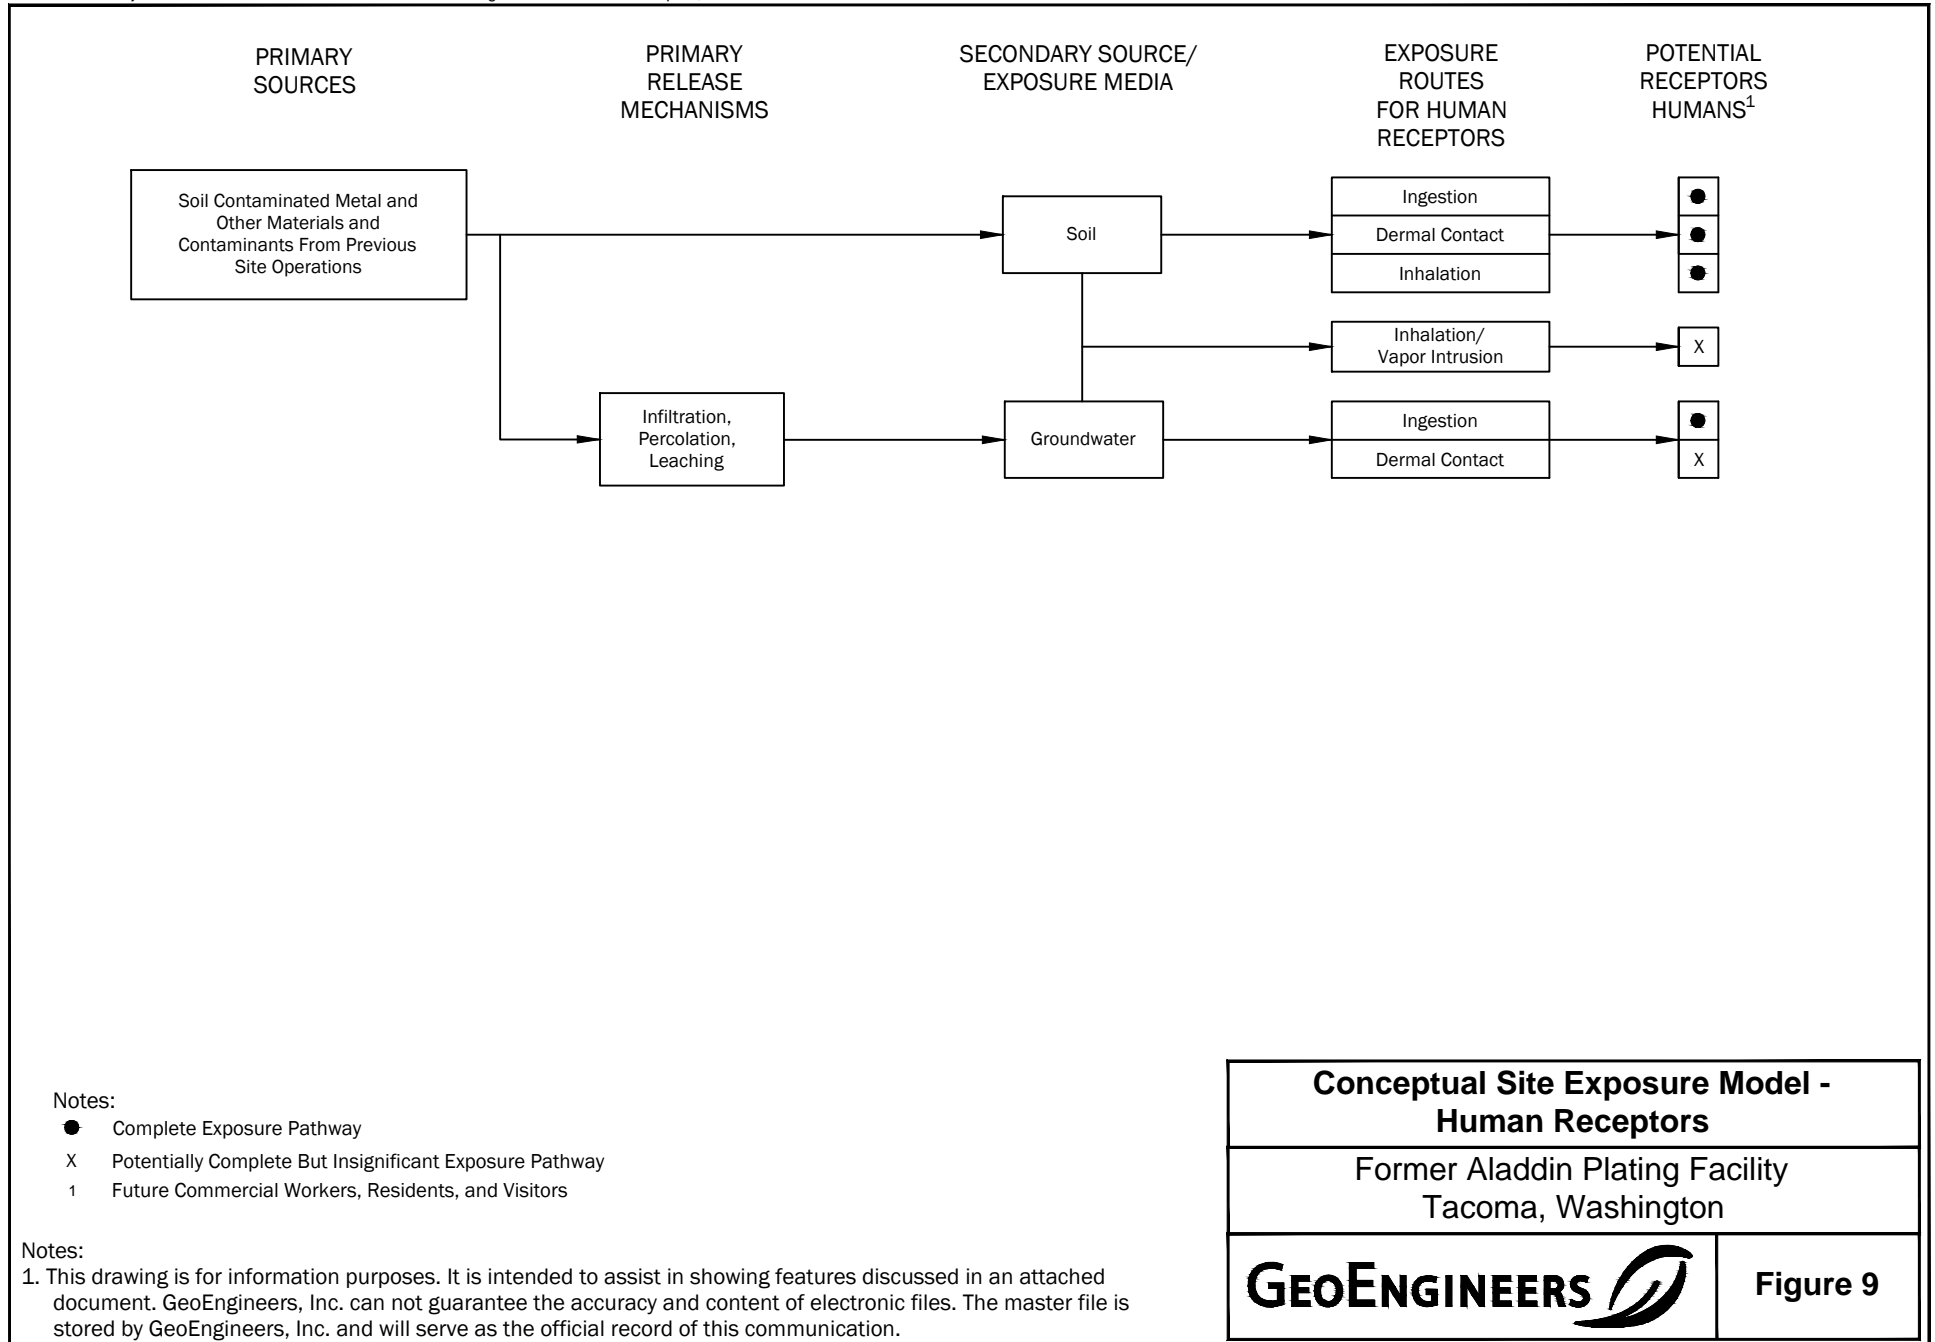 PRIMARY
SOURCES
PRIMARY
RELEASE
MECHANISMS
SECONDARY SOURCE/
EXPOSURE MEDIA
EXPOSURE
ROUTES
FOR HUMAN
RECEPTORS
POTENTIAL
RECEPTORS
HUMANS¹
Soil Contaminated Metal and
Other Materials and
Contaminants From Previous
Site Operations
Soil
Ingestion
Dermal Contact
Inhalation
Inhalation/
Vapor Intrusion
X
Infiltration,
Percolation,
Leaching
Groundwater
Ingestion
Dermal Contact
X
Notes:
Complete Exposure Pathway
X Potentially Complete But Insignificant Exposure Pathway
1 Future Commercial Workers, Residents, and Visitors
Notes:
1. This drawing is for information purposes. It is intended to assist in showing features discussed in an attached
document. GeoEngineers, Inc. can not guarantee the accuracy and content of electronic files. The master file is
stored by GeoEngineers, Inc. and will serve as the official record of this communication.
Conceptual Site Exposure Model -
Human Receptors
Former Aladdin Plating Facility
Tacoma, Washington
GEOENGINEERS
Figure 9